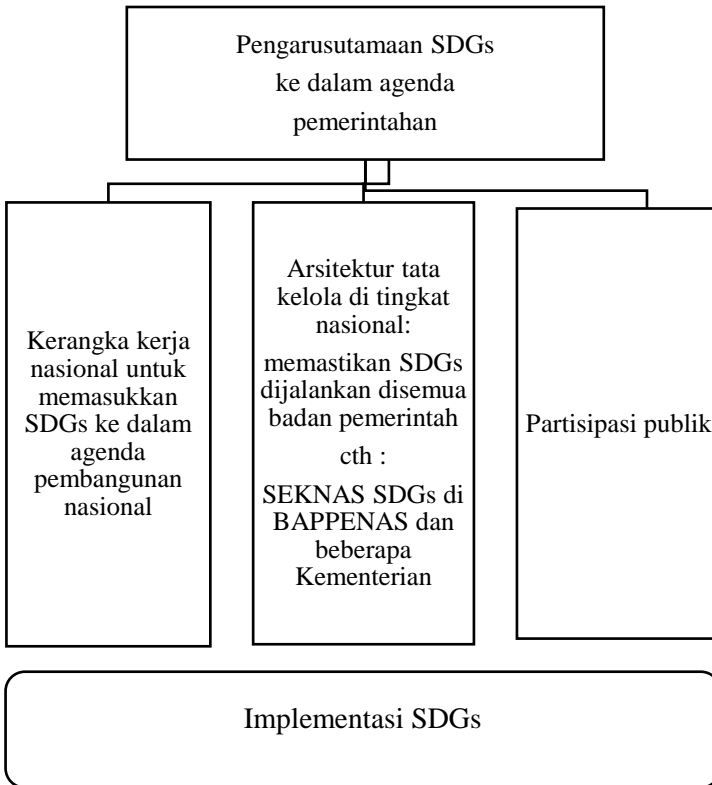 Pengarusutamaan SDGs
ke dalam agenda
pemerintahan
Kerangka kerja
nasional untuk
memasukkan
SDGs ke dalam
agenda
pembangunan
nasional
Arsitektur tata
kelola di tingkat
nasional:
memastikan SDGs
dijalankan disemua
badan pemerintah
cth :
SEKNAS SDGs di
BAPPENAS dan
beberapa
Kementerian
Partisipasi publik
Implementasi SDGs